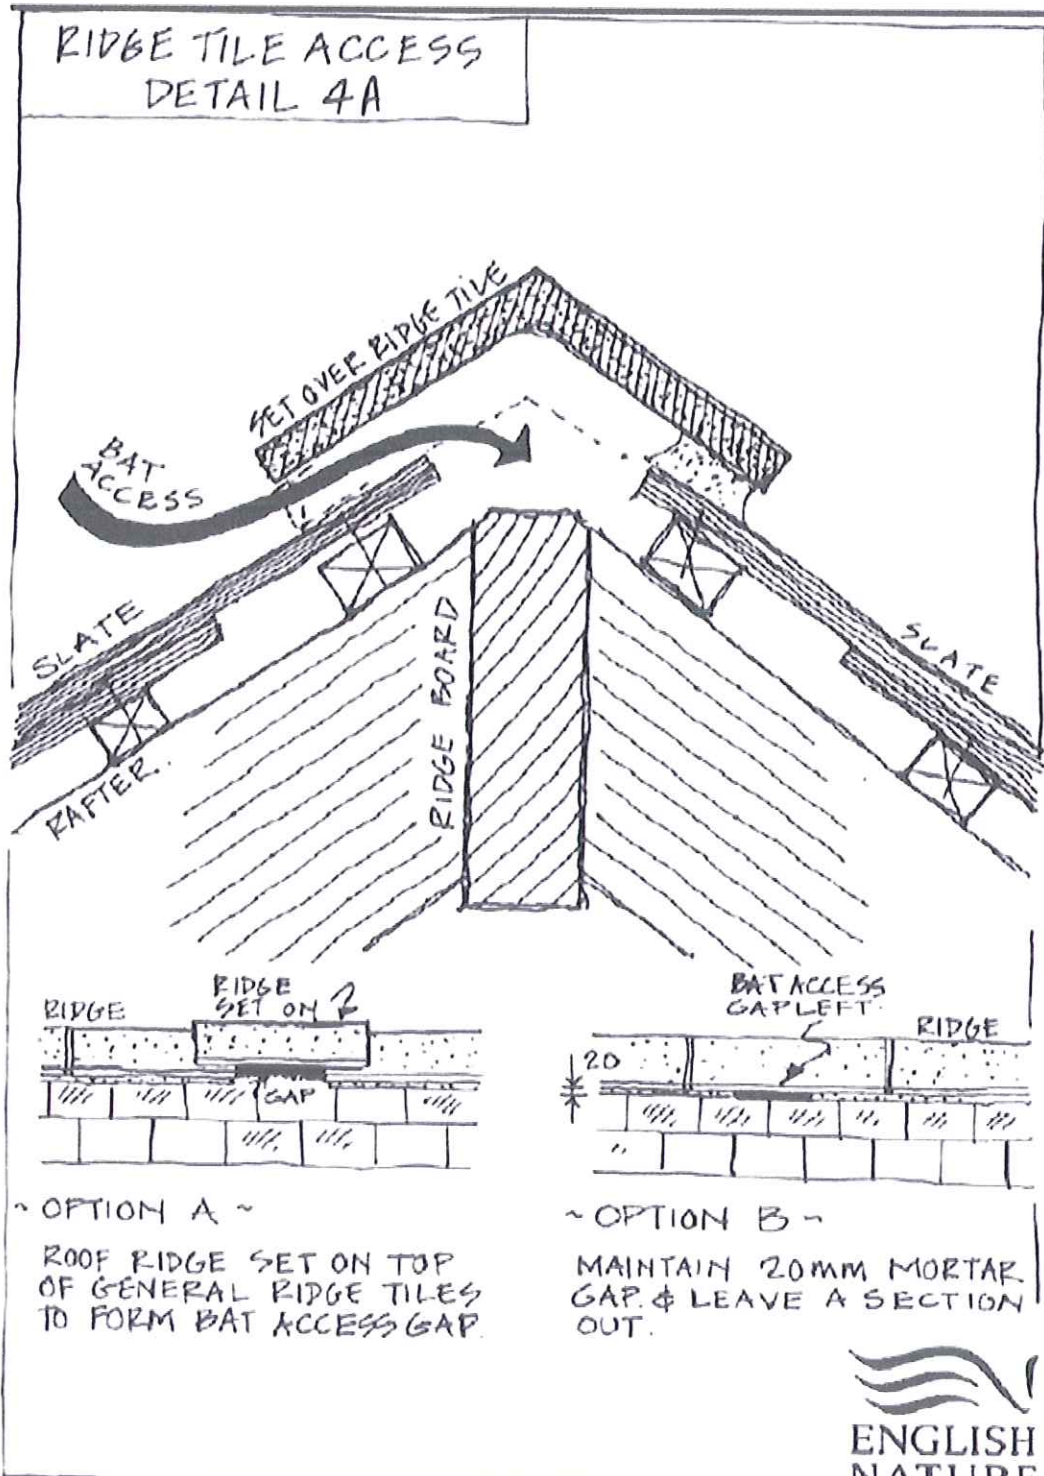 RIDGE TILE ACCESS
DETAIL 4A
SET OVER RIDGE TILE
BAT
ACCESS
SLATE
RAFTER.
RIDGE BOARD
SLATE
RIDGE
RIDGE
SET ON
GAP
BAT ACCESS
GAP LEFT.
RIDGE
20
~ OPTION A ~
ROOF RIDGE SET ON TOP
OF GENERAL RIDGE TILES
TO FORM BAT ACCESS GAP.
~ OPTION B ~
MAINTAIN 20MM MORTAR
GAP. & LEAVE A SECTION
OUT.
ENGLISH
NATURE